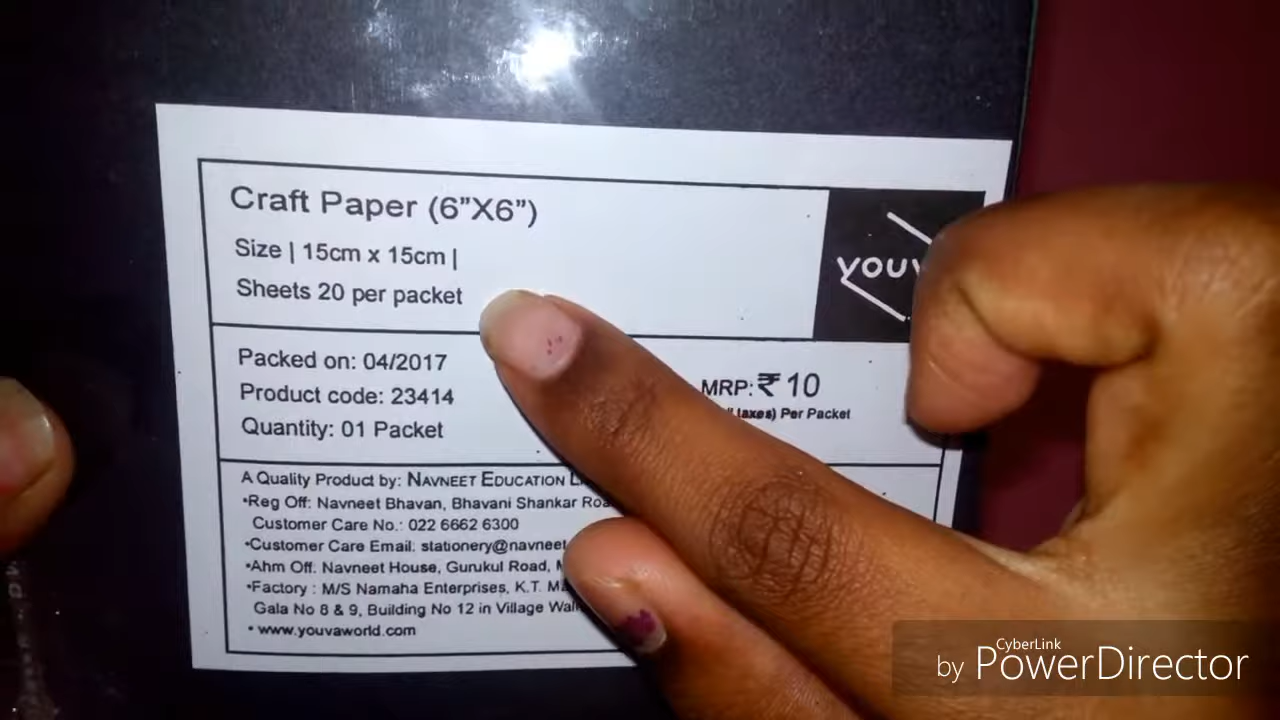 Craft Paper (6”X6”)
Size | 15cm x 15cm |
Sheets 20 per packet
Packed on: 04/2017
Product code: 23414
Quantity: 01 Packet
MRP: ₹ 10
taxes) Per Packet
A Quality Product by: NAVNEET EDUCATION
•Reg Off: Navneet Bhavan, Bhavani Shankar
Customer Care No.: 022 6662 6300
•Customer Care Email: stationery@navneet
•Ahm Off: Navneet House, Gurukul Road,
•Factory : M/S Namaha Enterprises, K.T.
Gala No 8 & 9, Building No 12 in Village
• www.youvaworld.com
CyberLink
by PowerDirector